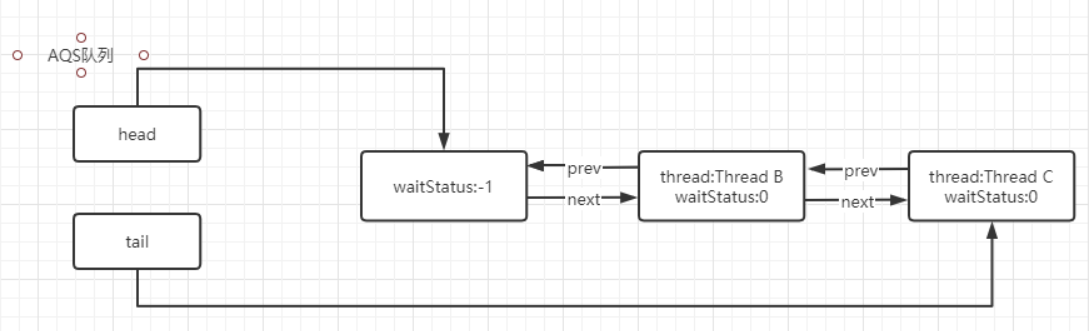 AQS队列
head
waitStatus:-1
prev
next
thread:Thread B
waitStatus:0
prev
next
thread:Thread C
waitStatus:0
tail